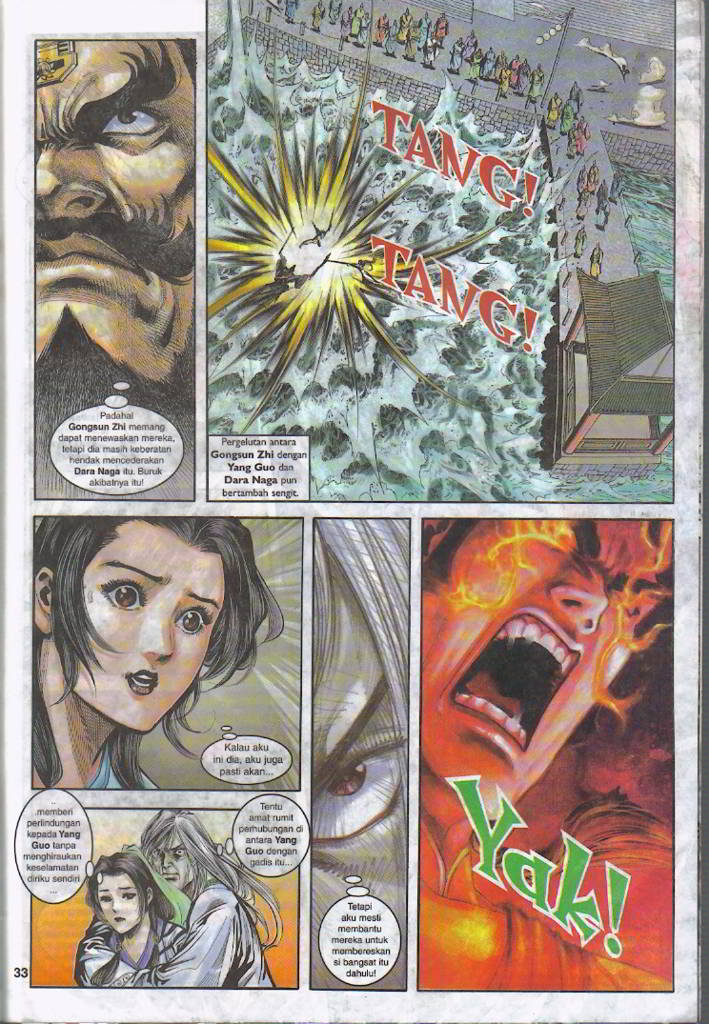 Padahal
Gongsun Zhi memang
dapat menewaskan mereka,
tetapi dia masih keberatan
hendak mencederakan
Dara Naga itu. Buruk
akibatnya itu!
TANG!
TANG!
Pergelutan antara
Gongsun Zhi dengan
Yang Guo dan
Dara Naga pun
bertambah sengit.
Kalau aku
ini dia, aku juga
pasti akan...
...
..memberi
perlindungan
kepada Yang
Guo tanpa
menghiraukan
keselamatan
diriku sendiri
...
Tentu
amat rumit
perhubungan di
antara Yang
Guo dengan
gadis itu...
Tetapi
aku mesti
membantu
mereka untuk
membereskan
si bangsat itu
dahulu!
Yak!
33